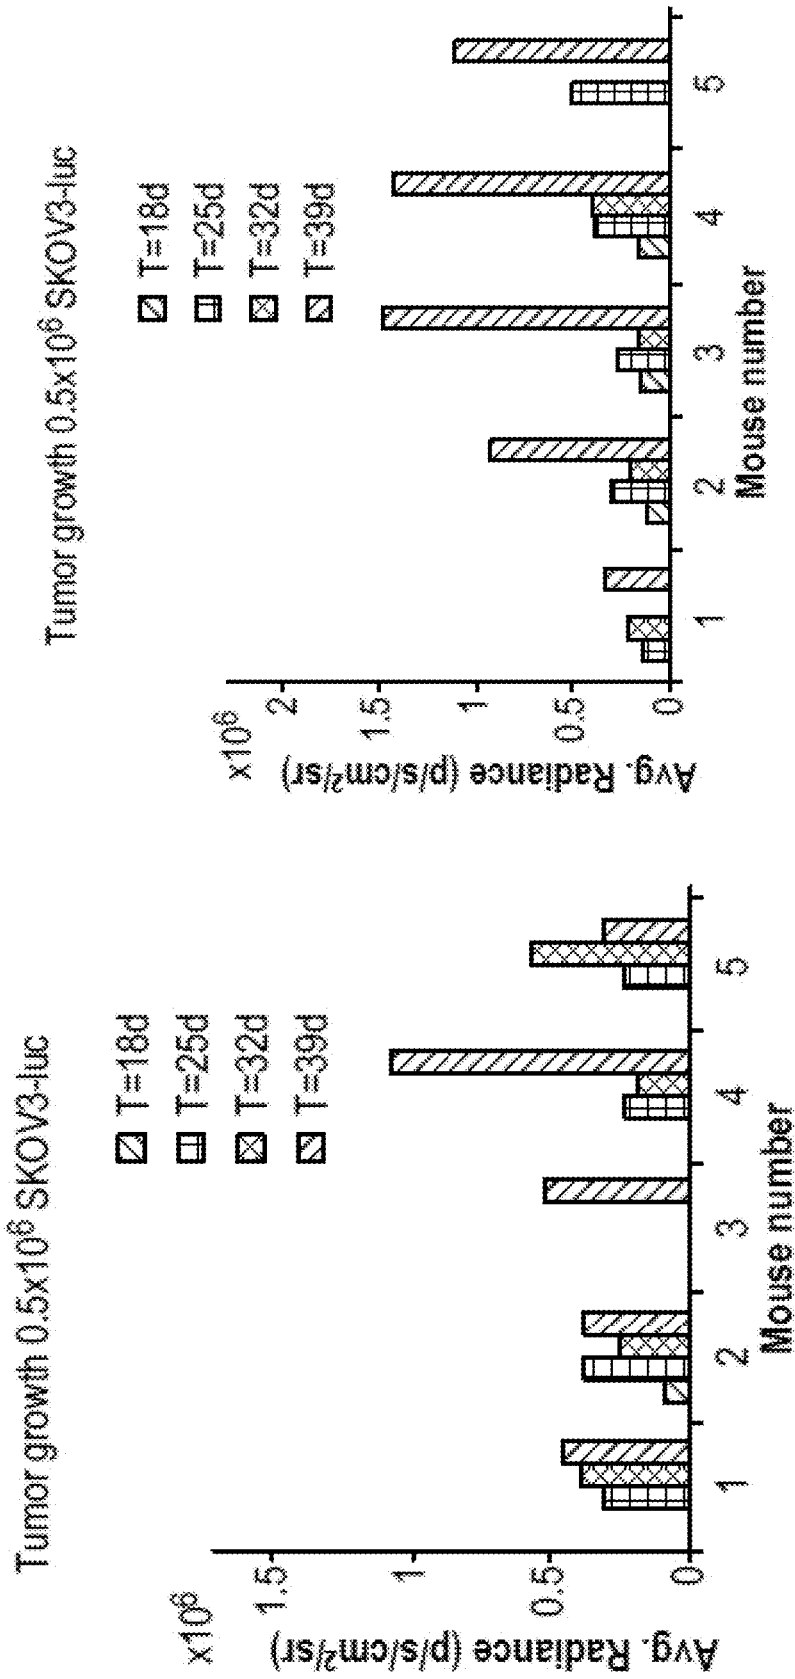 Tumor growth 0.5x10⁶ SKOV3-luc
x10⁶
Avg. Radiance (p/s/cm²/sr)
1.5
1
0.5
0
T=18d
T=25d
T=32d
T=39d
1 2 3 4 5
Mouse number
Tumor growth 0.5x10⁶ SKOV3-luc
x10⁶
Avg. Radiance (p/s/cm²/sr)
2
1.5
1
0.5
0
T=18d
T=25d
T=32d
T=39d
1 2 3 4 5
Mouse number